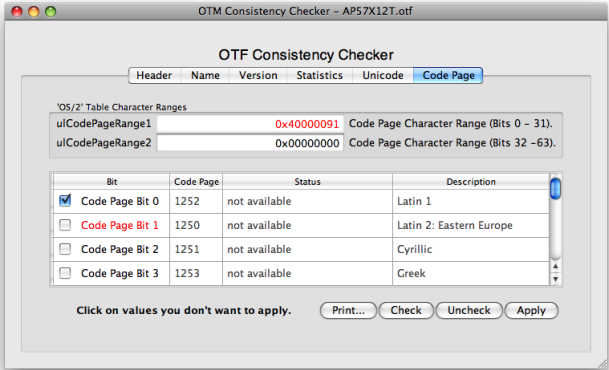 OTM Consistency Checker – AP57X12T.otf
OTF Consistency Checker
Header Name Version Statistics Unicode Code Page
'OS/2' Table Character Ranges
ulCodePageRange1 0x40000091 Code Page Character Range (Bits 0 – 31).
ulCodePageRange2 0x00000000 Code Page Character Range (Bits 32 –63).
Bit Code Page Status Description
Code Page Bit 0 1252 not available Latin 1
Code Page Bit 1 1250 not available Latin 2: Eastern Europe
Code Page Bit 2 1251 not available Cyrillic
Code Page Bit 3 1253 not available Greek
Click on values you don't want to apply. Print... Check Uncheck Apply